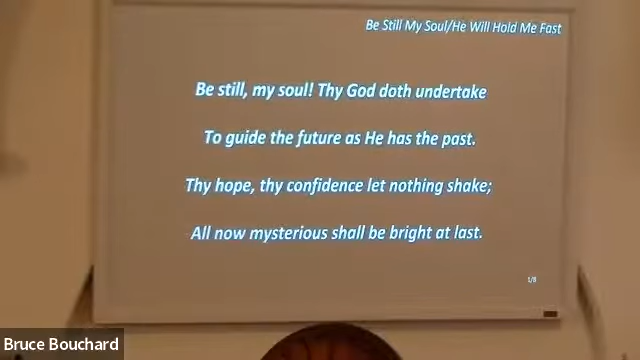 Be Still My Soul/He Will Hold Me Fast
Be still, my soul! Thy God doth undertake
To guide the future as He has the past.
Thy hope, thy confidence let nothing shake;
All now mysterious shall be bright at last.
1/8
Bruce Bouchard